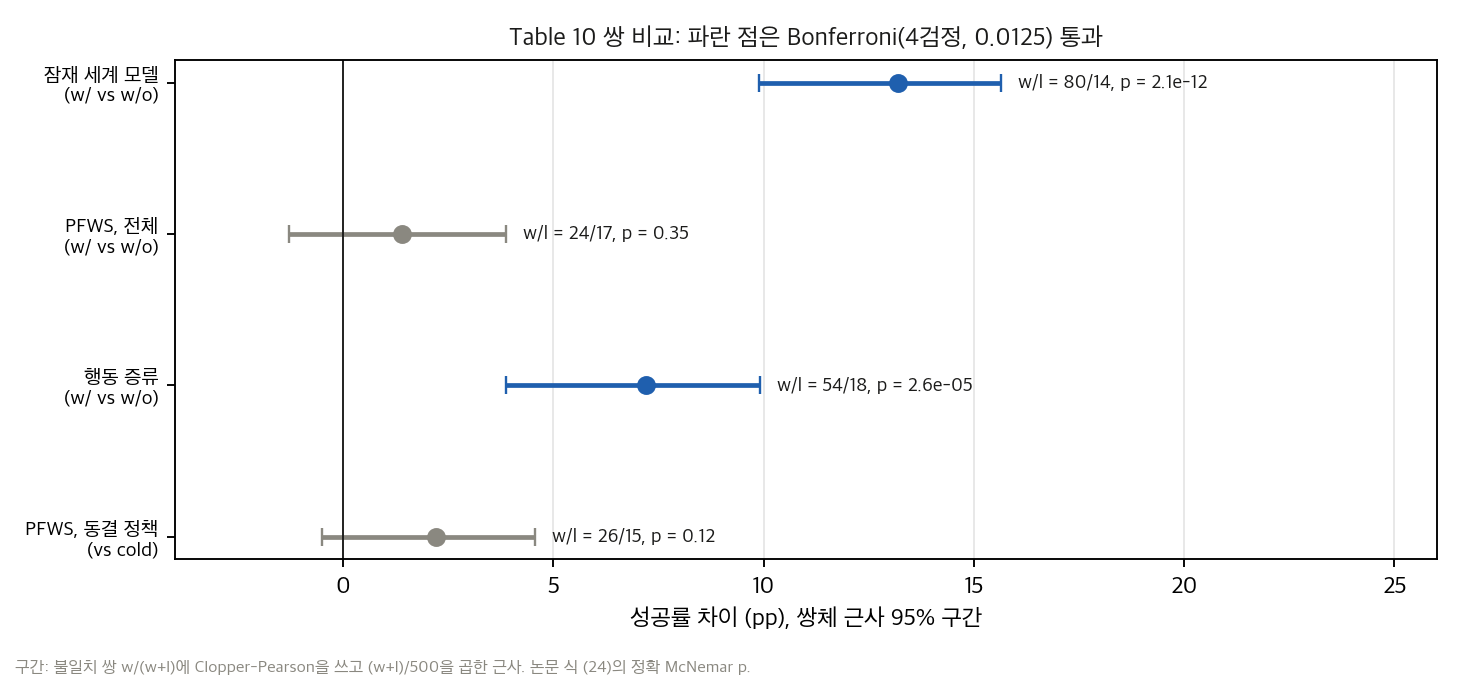 Table 10 쌍 비교: 파란 점은 Bonferroni(4검정, 0.0125) 통과
잠재 세계 모델
(w/ vs w/o)
w/l = 80/14, p = 2.1e-12
PFWS, 전체
(w/ vs w/o)
w/l = 24/17, p = 0.35
행동 증류
(w/ vs w/o)
w/l = 54/18, p = 2.6e-05
PFWS, 동결 정책
(vs cold)
w/l = 26/15, p = 0.12
0 5 10 15 20 25
성공률 차이 (pp), 쌍체 근사 95% 구간
구간: 불일치 쌍 w/(w+l)에 Clopper-Pearson을 쓰고 (w+l)/500을 곱한 근사. 논문 식 (24)의 정확 McNemar p.